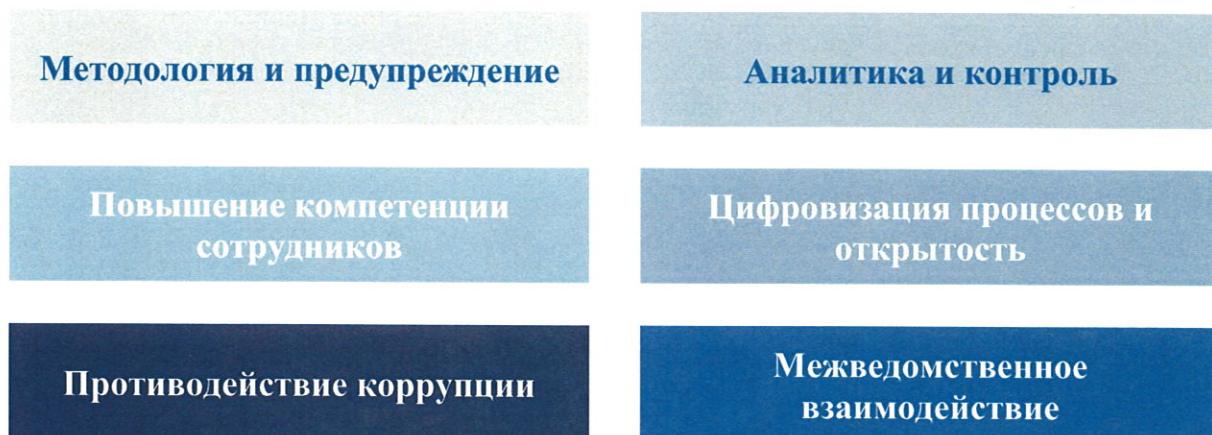 Методология и предупреждение
Аналитика и контроль
Повышение компетенции
сотрудников
Цифровизация процессов и
открытость
Противодействие коррупции
Межведомственное
взаимодействие